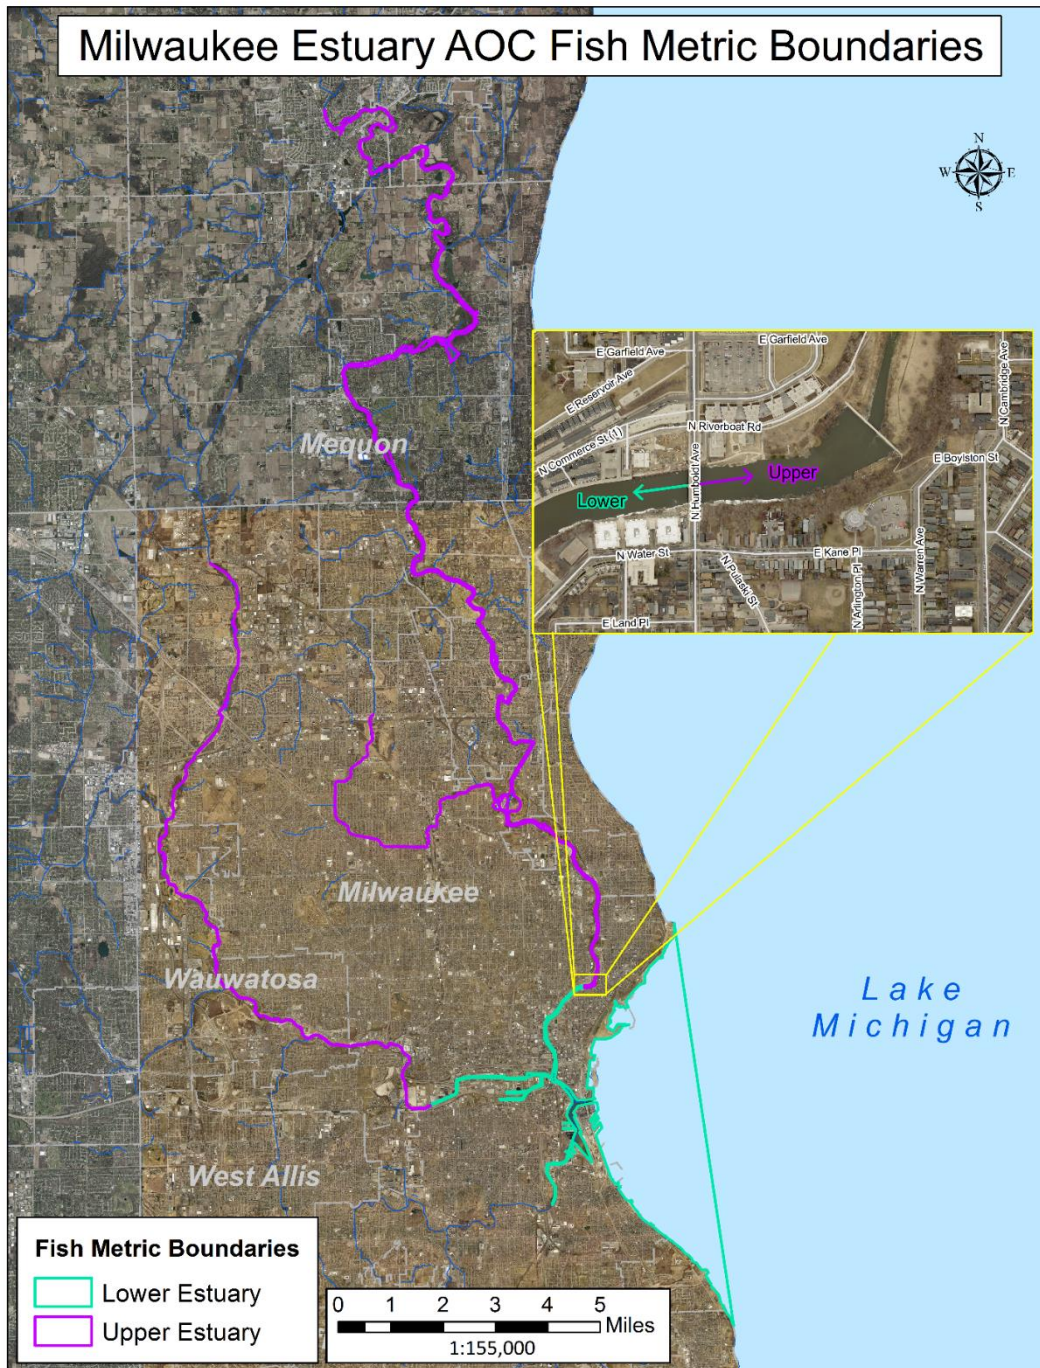 Milwaukee Estuary AOC Fish Metric Boundaries
N
W E
S
E Garfield Ave
E Garfield Ave
E Reservoir Ave
N Cambridge Ave
N Commerce St (1)
N Riverboat Rd
N Humboldt Ave
E Boylston St
Upper
Lower
N Water St
E Kane Pl
N Pulaski St
N Arlington Pl
N Warren Ave
E Land Pl
Mequon
Milwaukee
Wauwatosa
Lake
Michigan
West Allis
Fish Metric Boundaries
Lower Estuary
Upper Estuary
0 1 2 3 4 5
Miles
1:155,000